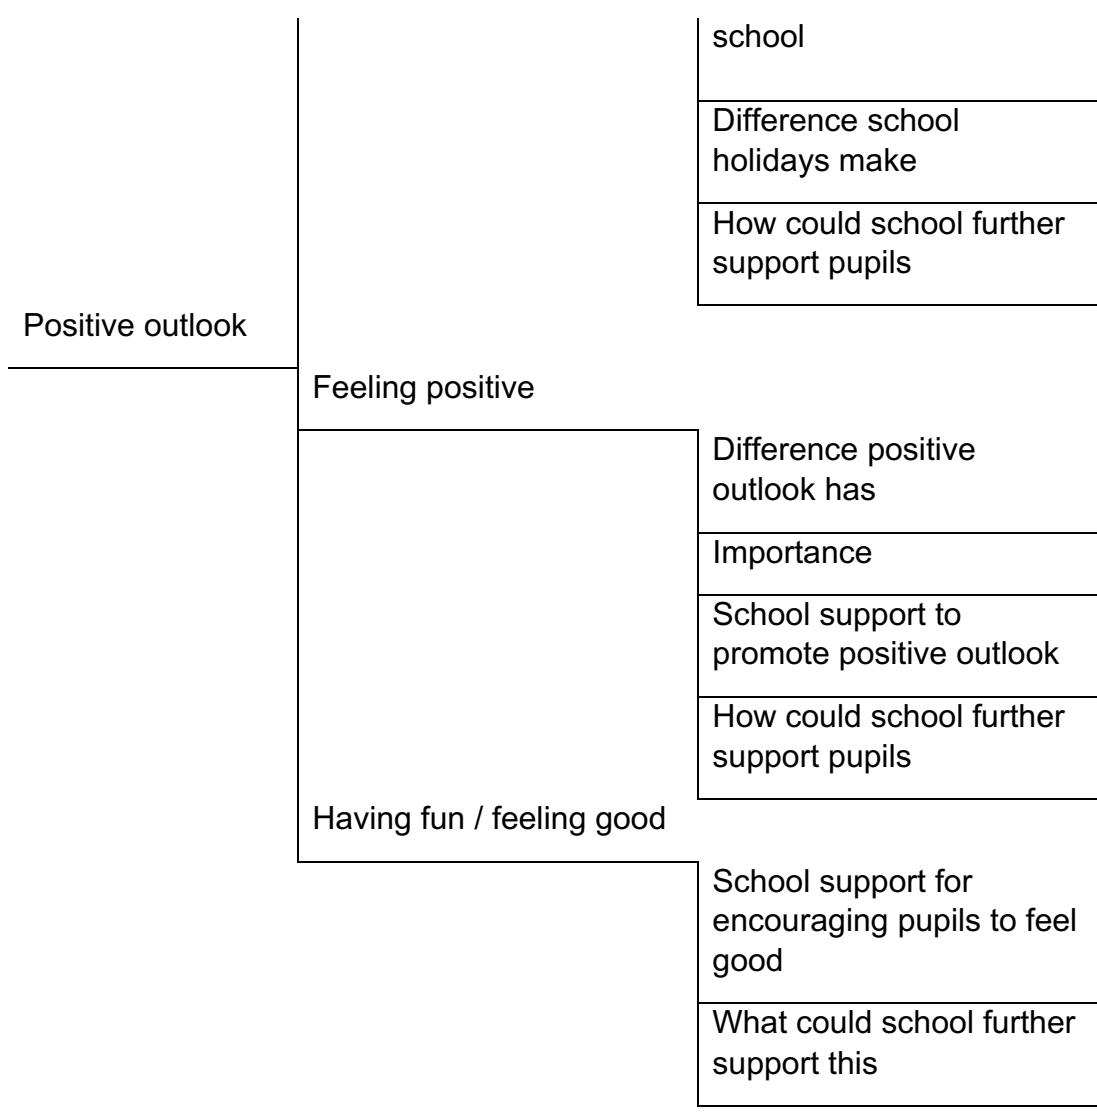 school
Difference school
holidays make
How could school further
support pupils
Positive outlook
Feeling positive
Difference positive
outlook has
Importance
School support to
promote positive outlook
How could school further
support pupils
Having fun / feeling good
School support for
encouraging pupils to feel
good
What could school further
support this